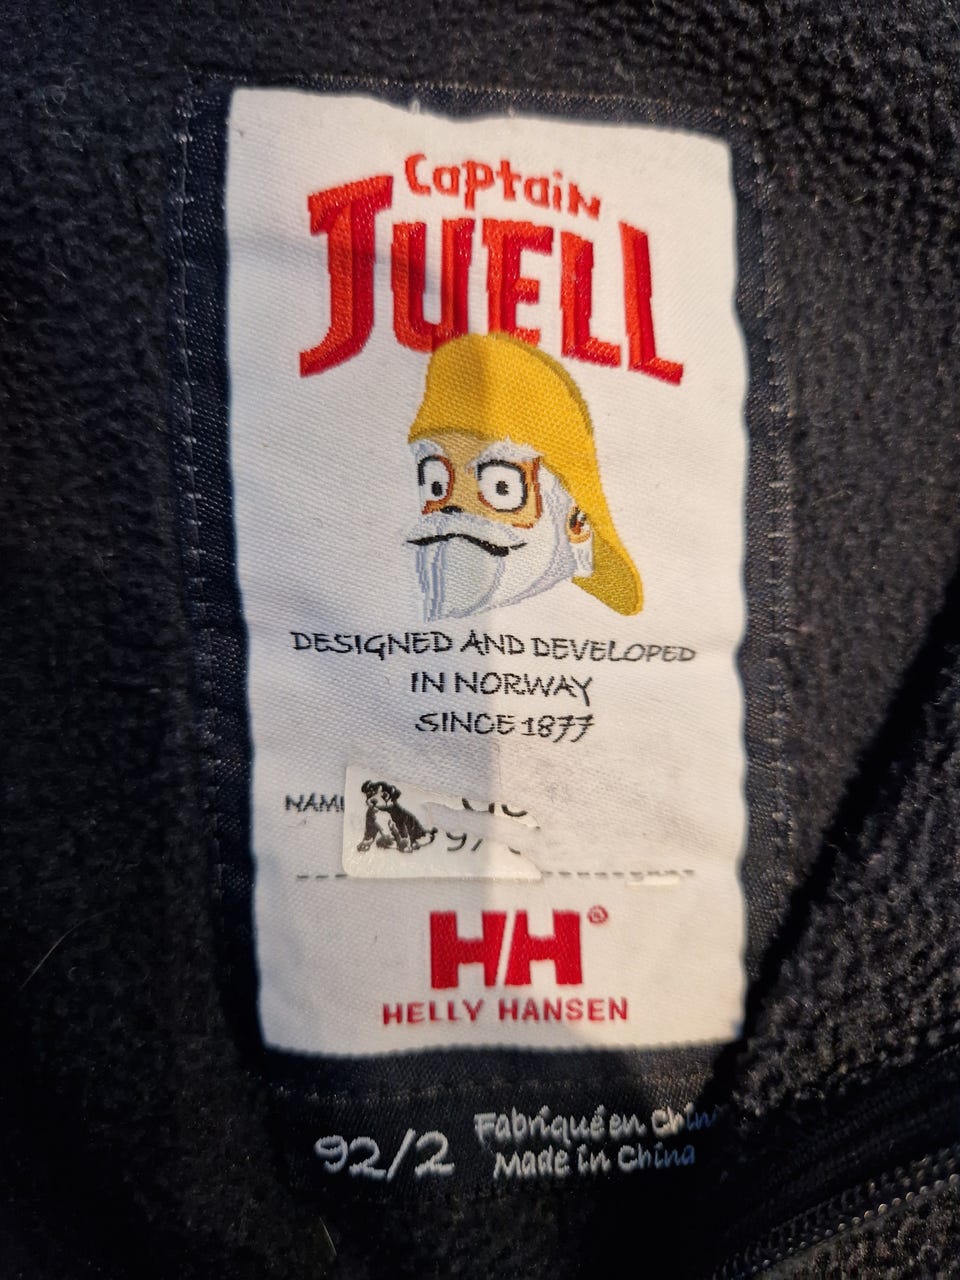 Captain
JUELL
DESIGNED AND DEVELOPED
IN NORWAY
SINCE 1877
HH®
HELLY HANSEN
92/2
Fabriqué en Chin
Made in China